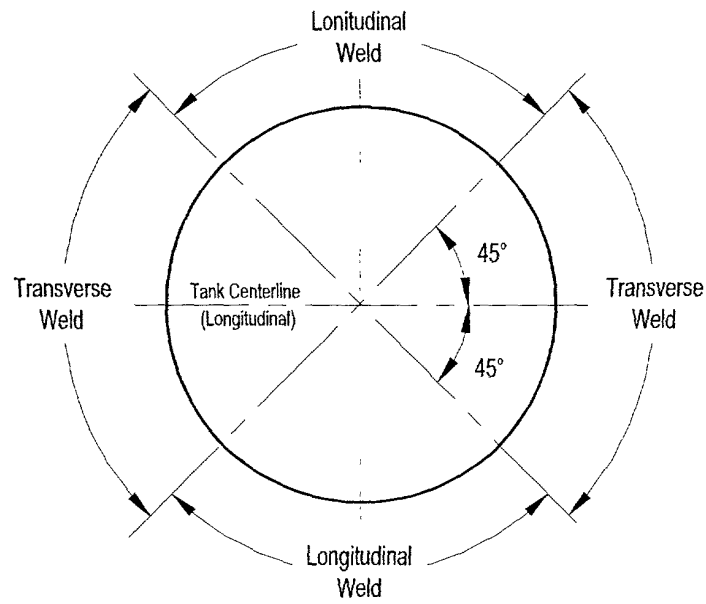 Lonitudinal
Weld
45°
Transverse
Weld
Tank Centerline
(Longitudinal)
Transverse
Weld
45°
Longitudinal
Weld